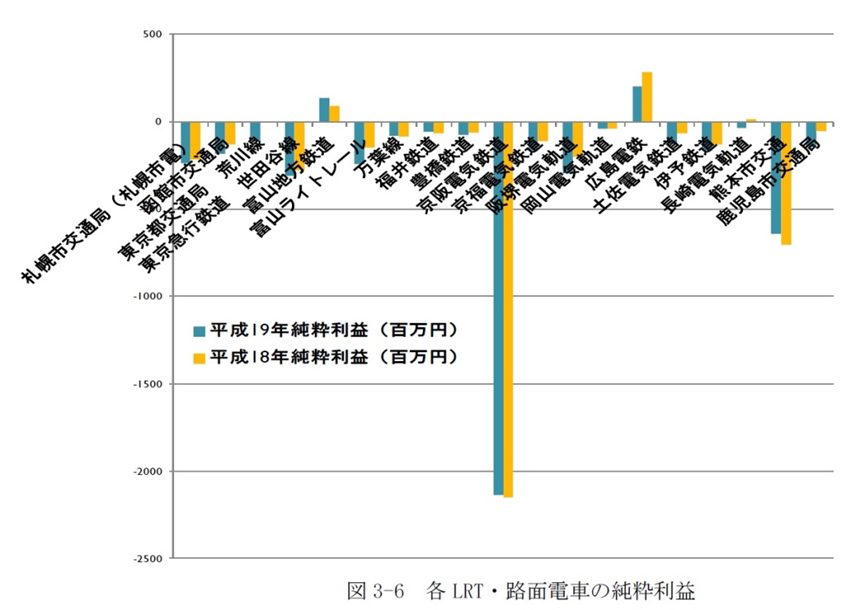 500
0
-1000
-1500
-2000
-2500
札幌市交通局（札幌市電）
函館市交通局
東京都交通局 荒川線
東京急行鉄道 世田谷線
富山地方鉄道
富山ライトレール
万葉線
福井鉄道
豊橋鉄道
京阪電気鉄道
京福電気鉄道
阪堺電気軌道
岡山電気軌道
広島電鉄
土佐電気鉄道
伊予鉄道
長崎電気軌道
熊本市交通
鹿児島市交通局
平成19年純粋利益（百万円）
平成18年純粋利益（百万円）
図 3-6 各 LRT・路面電車の純粋利益